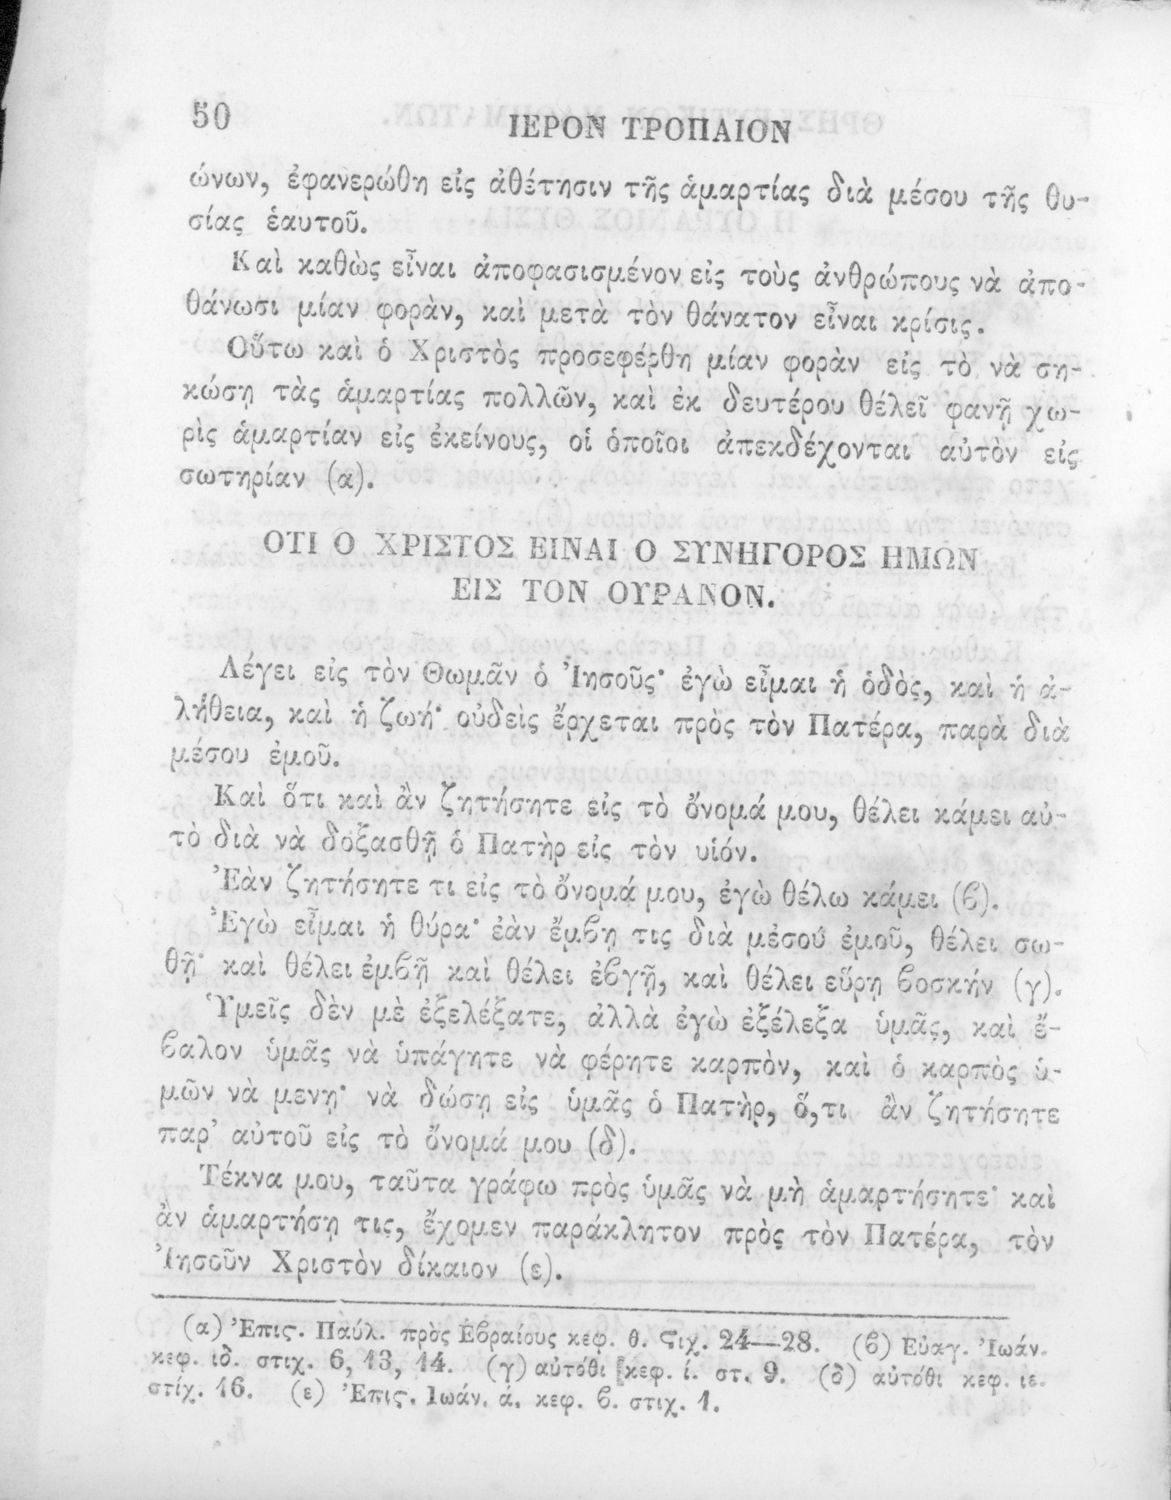 50
ΙΕΡΟΝ ΤΡΟΠΑΙΟΝ
ώνων, ἐφανερώθη εἰς ἀθέτησιν τῆς ἁμαρτίας διὰ μέσου τῆς θυ-
σίας ἑαυτοῦ.
Καὶ καθὼς εἶναι ἀποφασισμένον εἰς τοὺς ἀνθρώπους νὰ ἀπο-
θάνωσι μίαν φορὰν, καὶ μετὰ τὸν θάνατον εἶναι κρίσις.
Οὕτω καὶ ὁ Χριστὸς προσεφέρθη μίαν φορὰν εἰς τὸ νὰ ση-
κώσῃ τὰς ἁμαρτίας πολλῶν, καὶ ἐκ δευτέρου θέλεῖ φανῇ χω-
ρὶς ἁμαρτίαν εἰς ἐκείνους, οἱ ὁποῖοι ἀπεκδέχονται αὐτὸν εἰς
σωτηρίαν (α).
ΟΤΙ Ο ΧΡΙΣΤΟΣ ΕΙΝΑΙ Ο ΣΥΝΗΓΟΡΟΣ ΗΜΩΝ
ΕΙΣ ΤΟΝ ΟΥΡΑΝΟΝ.
Λέγει εἰς τὸν Θωμᾶν ὁ Ἰησοῦς· ἐγὼ εἶμαι ἡ ὁδὸς, καὶ ἡ ἀ-
λήθεια, καὶ ἡ ζωή· οὐδεὶς ἔρχεται πρὸς τὸν Πατέρα, παρὰ διὰ
μέσου ἐμοῦ.
Καὶ ὅτι καὶ ἂν ζητήσητε εἰς τὸ ὄνομά μου, θέλει κάμει αὐ-
τὸ διὰ νὰ δοξασθῇ ὁ Πατὴρ εἰς τὸν υἱόν.
Ἐὰν ζητήσητε τι εἰς τὸ ὄνομά μου, ἐγὼ θέλω κάμει (ϐ).
Ἐγὼ εἶμαι ἡ θύρα· ἐὰν ἔμϐη τις διὰ μέσοῦ ἐμοῦ, θέλει σω-
θῇ· καὶ θέλει ἐμϐῇ καὶ θέλει ἐϐγῇ, καὶ θέλει εὕρῃ ϐοσκήν (γ).
Ὑμεῖς δὲν μὲ ἐξελέξατε, ἀλλὰ ἐγὼ ἐξέλεξα ὑμᾶς, καὶ ἔ-
ϐαλον ὑμᾶς νὰ ὑπάγητε νὰ φέρητε καρπὸν, καὶ ὁ καρπὸς ὑ-
μῶν νὰ μενῃ· νὰ δώσῃ εἰς ὑμᾶς ὁ Πατὴρ, ὅ,τι ἂν ζητήσητε
παρ' αὐτοῦ εἰς τὸ ὄνομά μου (δ).
Τέκνα μου, ταῦτα γράφω πρὸς ὑμᾶς νὰ μὴ ἁμαρτήσητε· καὶ
ἂν ἁμαρτήσῃ τις, ἔχομεν παράκλητον πρὸς τὸν Πατέρα, τὸν
Ἰησοῦν Χριστὸν δίκαιον (ε).
(α) Ἐπις. Παύλ. πρὸς Ἑϐραίους κεφ. θ. ϛιχ. 24—28. (ϐ) Εὐαγ. Ἰωάν.
κεφ. ιδ. στιχ. 6, 13, 14. (γ) αὐτόθι κεφ. ί. στ. 9. (δ) αὐτόθι κεφ. ιε.
στίχ. 16. (ε) Ἐπις. Ἰωάν. ά. κεφ. ϐ. στιχ. 1.